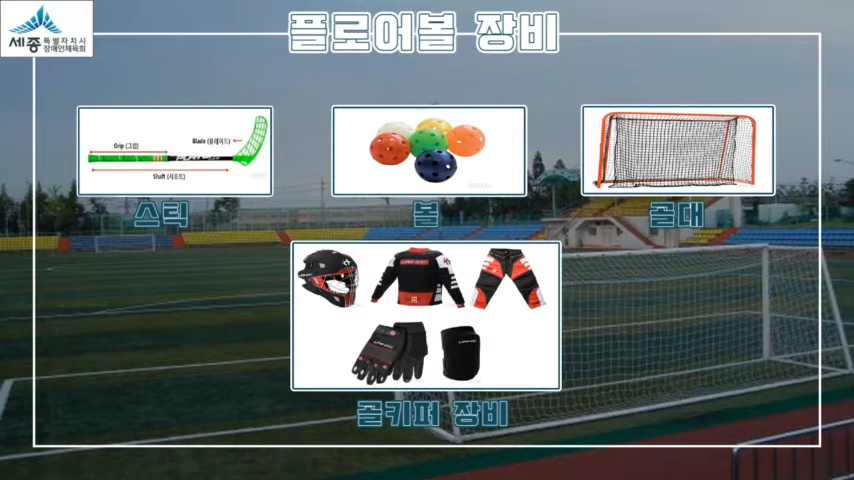 세종 특별자치시
장애인체육회
플로어볼 장비
Grip (그립)
Blade (블레이드)
Shaft (샤프트)
스틱
볼
골대
골키퍼 장비